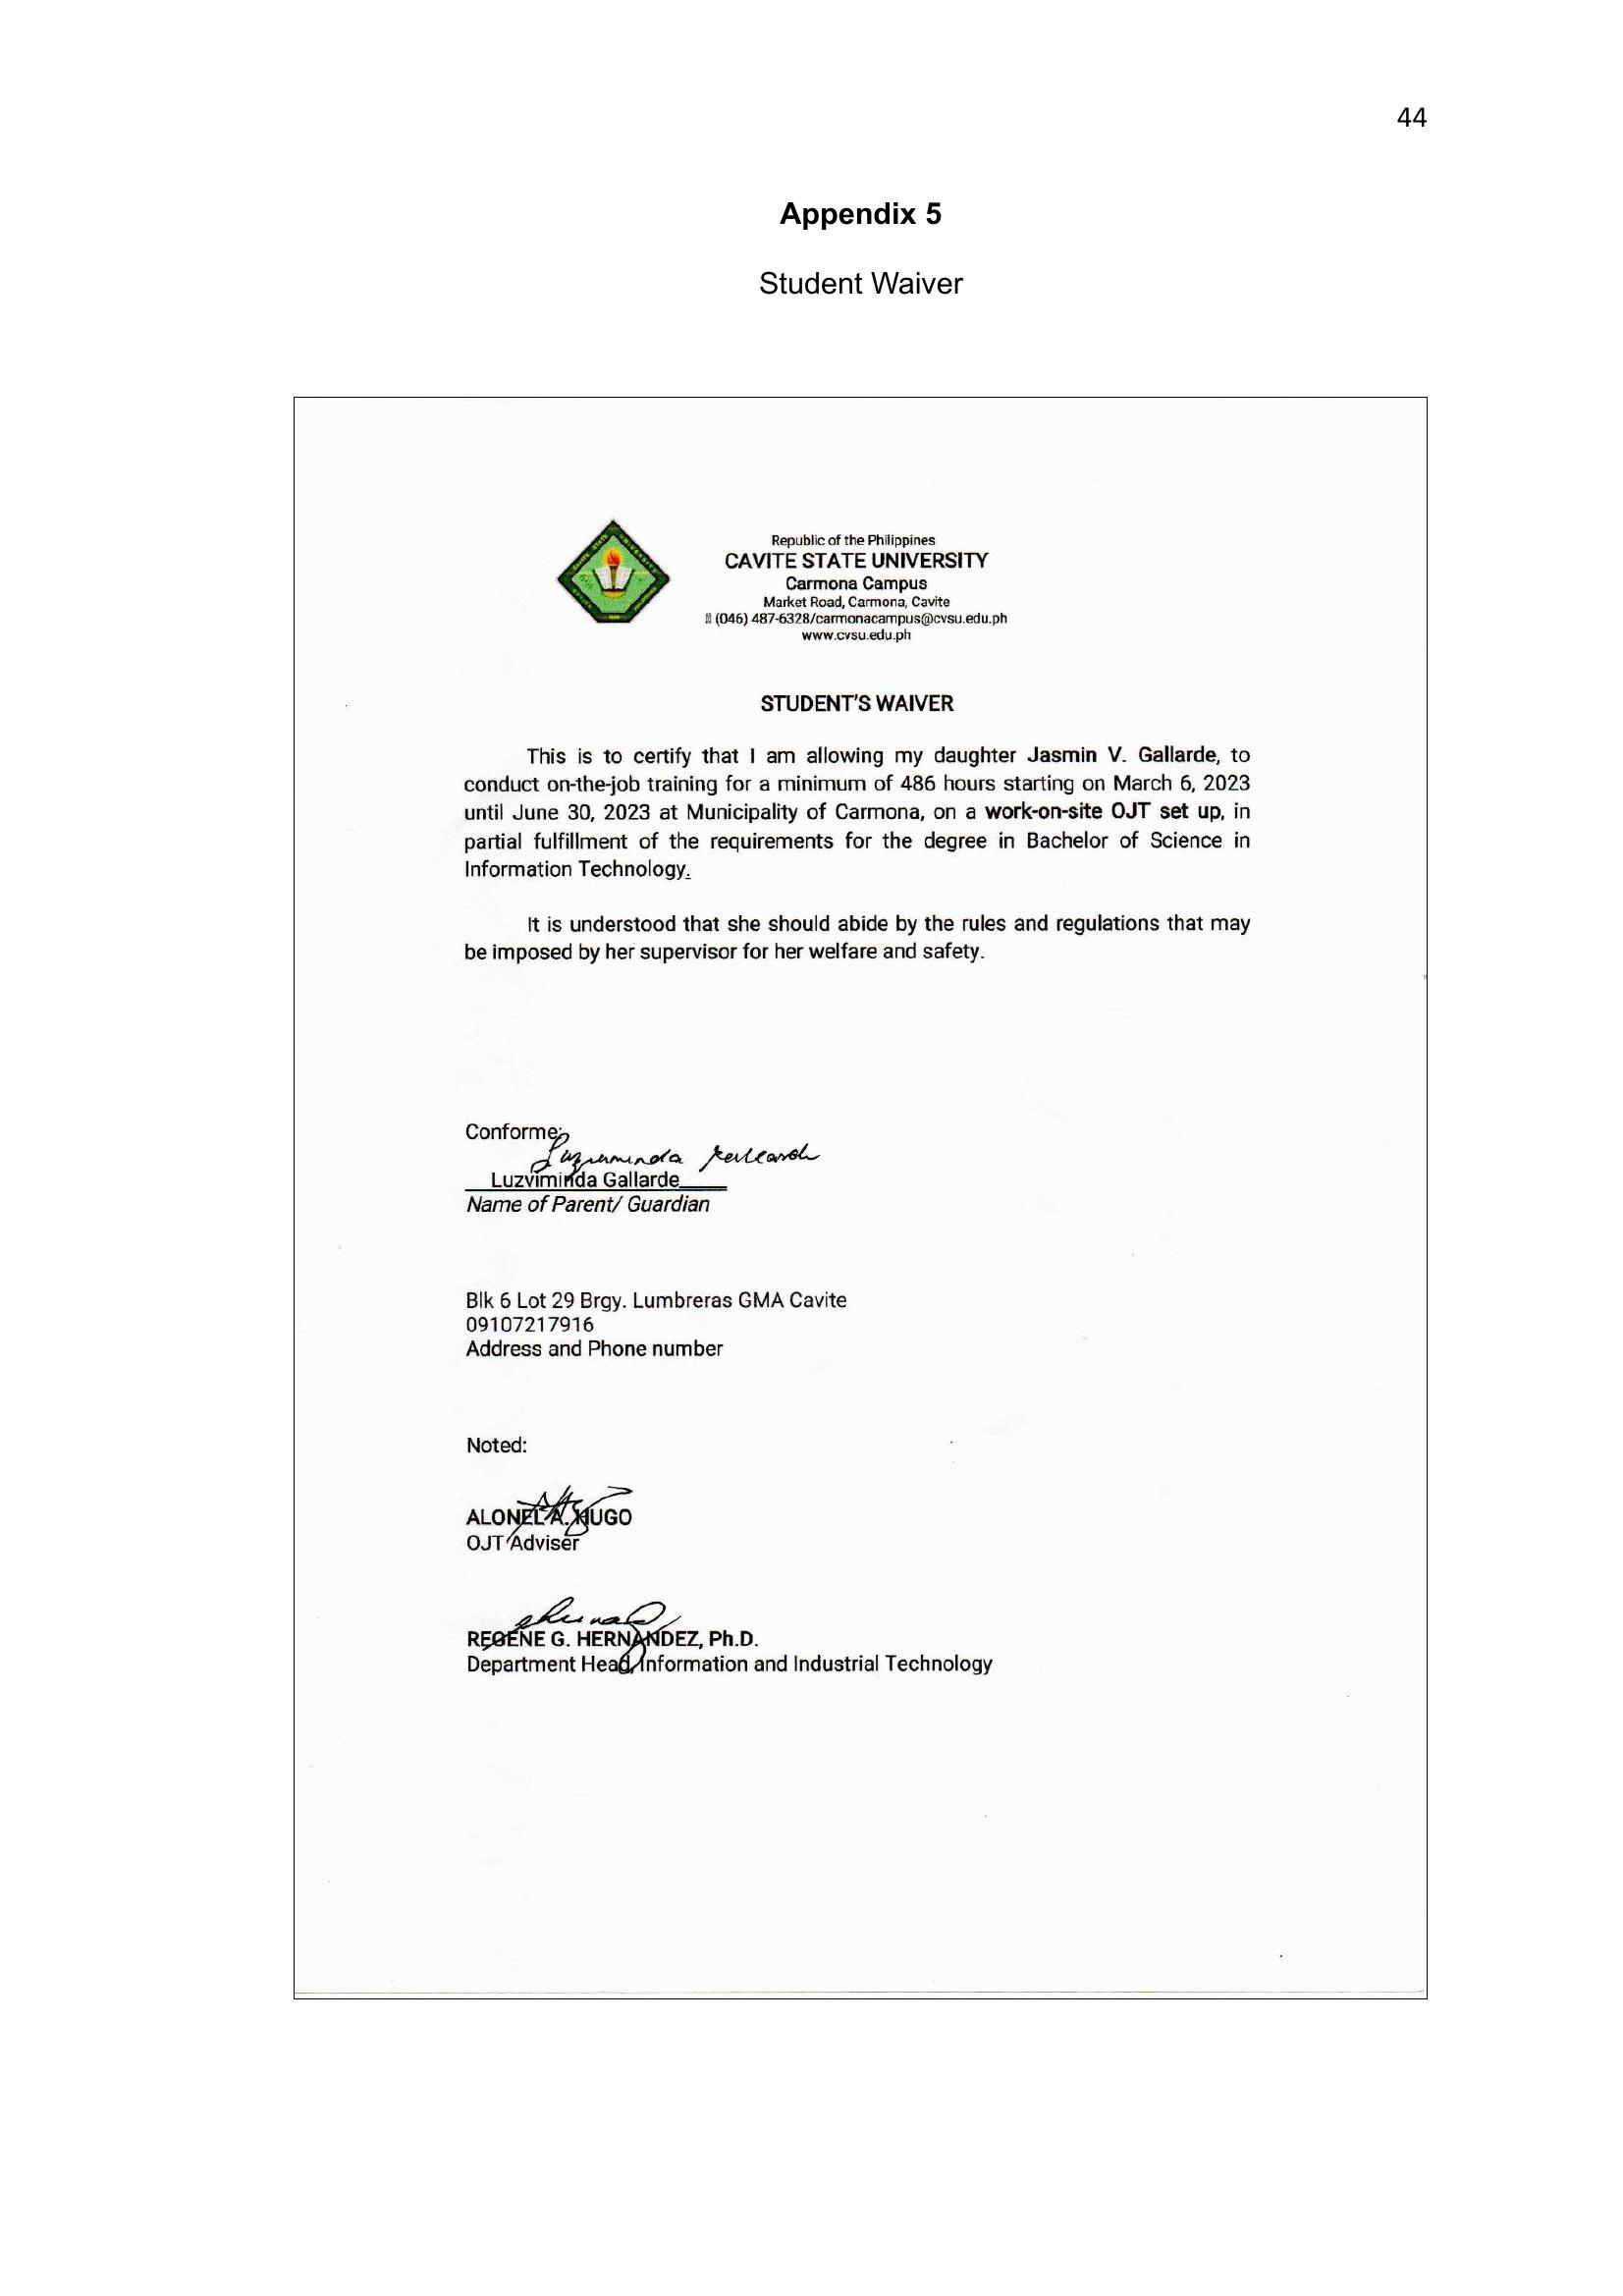 44
Appendix 5
Student Waiver
Republic of the Philippines
CAVITE STATE UNIVERSITY
Carmona Campus
Market Road, Carmona, Cavite
(046) 487-6328/carmonacampus@cvsu.edu.ph
www.cvsu.edu.ph
STUDENT'S WAIVER
This is to certify that I am allowing my daughter Jasmin V. Gallarde, to
conduct on-the-job training for a minimum of 486 hours starting on March 6, 2023
until June 30, 2023 at Municipality of Carmona, on a work-on-site OJT set up, in
partial fulfillment of the requirements for the degree in Bachelor of Science in
Information Technology.
It is understood that she should abide by the rules and regulations that may
be imposed by her supervisor for her welfare and safety.
Conforme:
Luzviminda
Luzviminda Gallarde
Name of Parent/ Guardian
Blk 6 Lot 29 Brgy. Lumbreras GMA Cavite
09107217916
Address and Phone number
Noted:
ALONEL A. HUGO
OJT Adviser
REGENE G. HERNANDEZ, Ph.D.
Department Head, Information and Industrial Technology